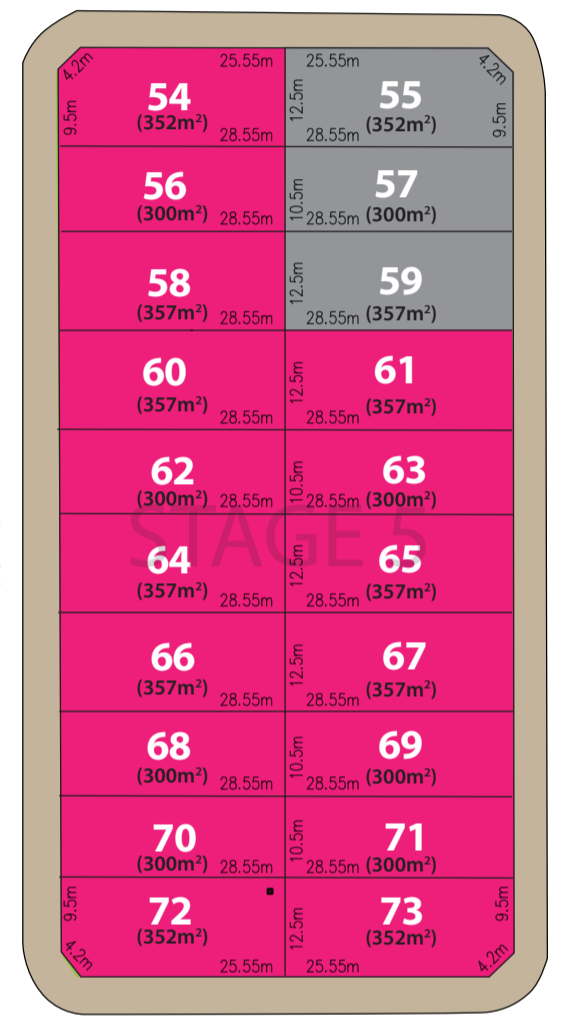 4.2m 25.55m 25.55m 4.2m
9.5m 54 12.5m 55 9.5m
(352m²) (352m²)
28.55m 28.55m
56 10.5m 57
(300m²) 28.55m 28.55m (300m²)
58 12.5m 59
(357m²) 28.55m 28.55m (357m²)
60 12.5m 61
(357m²) (357m²)
28.55m 28.55m
62 10.5m 63
(300m²) 28.55m 28.55m (300m²)
STAGE 5
64 12.5m 65
(357m²) (357m²)
28.55m 28.55m
66 12.5m 67
(357m²) (357m²)
28.55m 28.55m
68 10.5m 69
(300m²) (300m²)
28.55m 28.55m
70 10.5m 71
(300m²) 28.55m 28.55m (300m²)
9.5m 72 12.5m 73 9.5m
(352m²) (352m²)
4.2m 25.55m 25.55m 4.2m